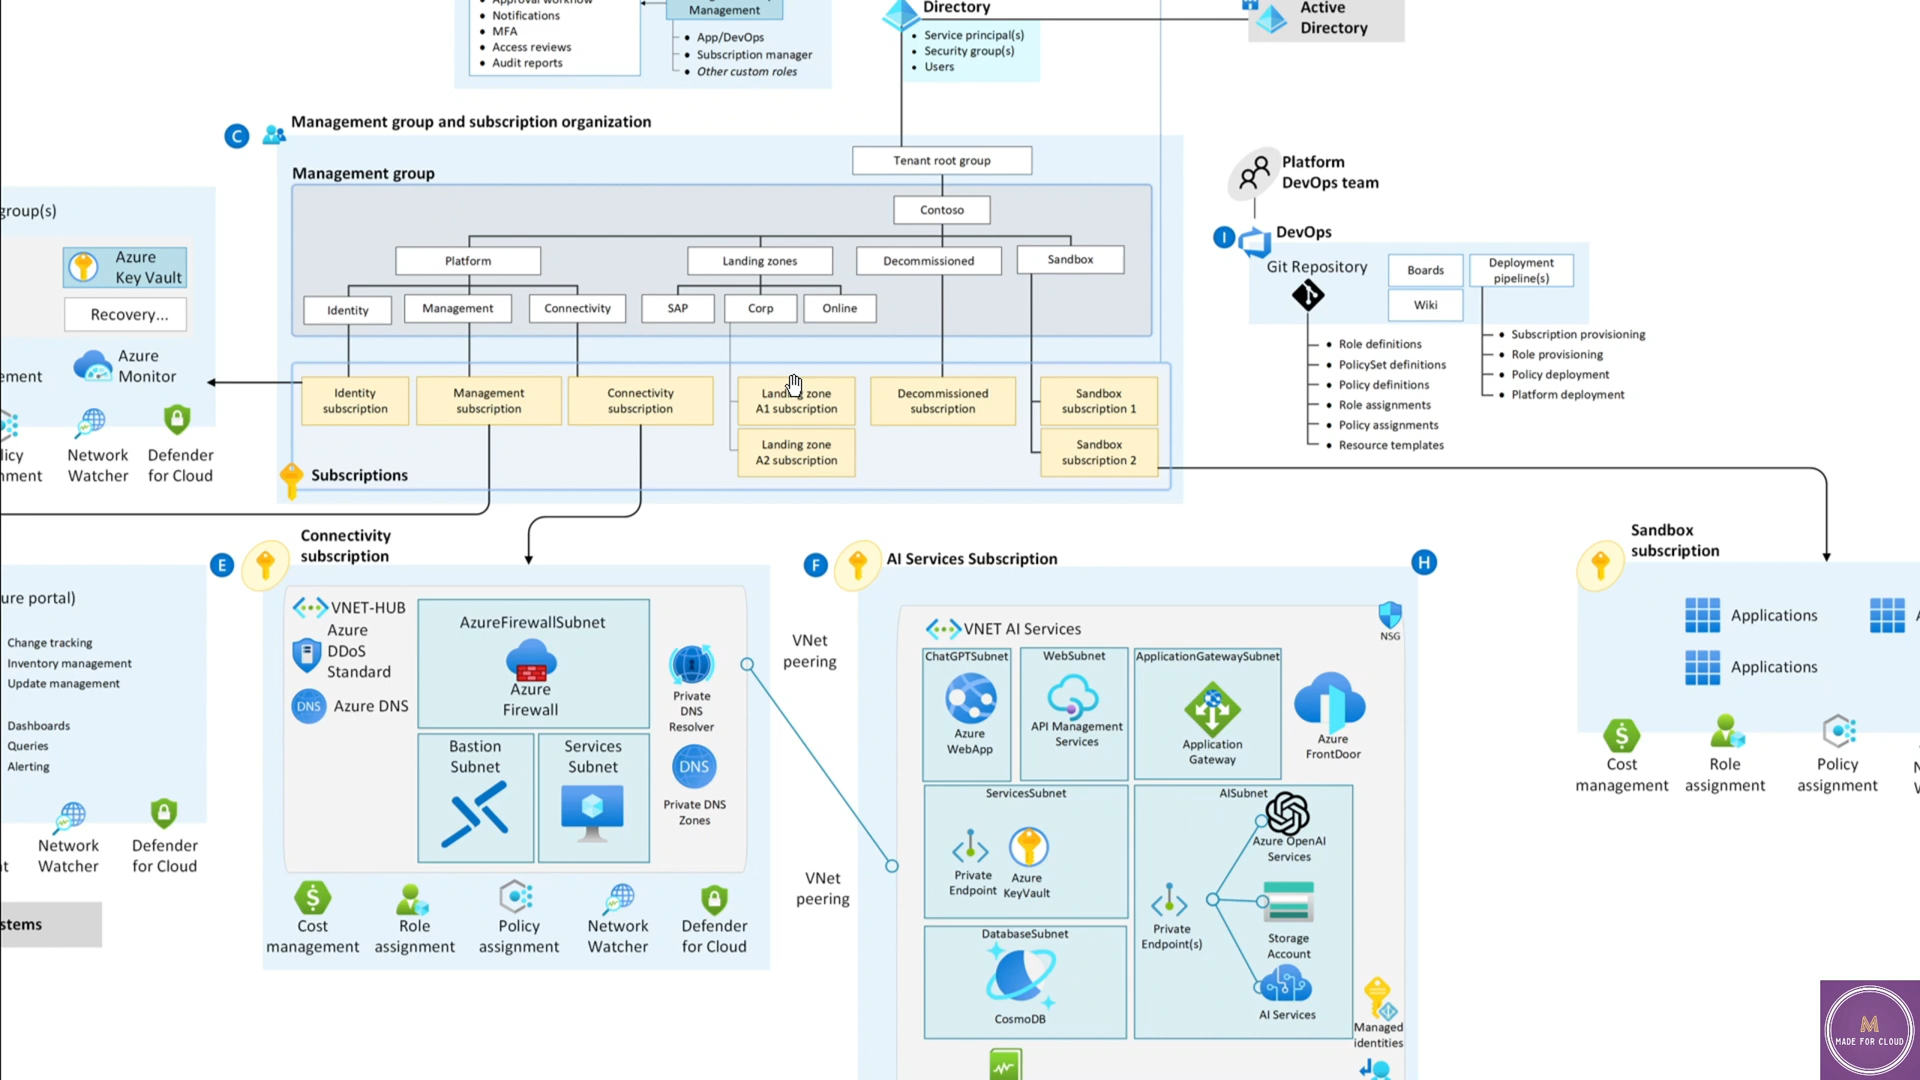 Approval workflow
Notifications
MFA
Access reviews
Audit reports
Management
App/DevOps
Subscription manager
Other custom roles
Directory
Service principal(s)
Security group(s)
Users
Active
Directory
C
Management group and subscription organization
Management group
Tenant root group
Contoso
Platform
Landing zones
Decommissioned
Sandbox
Identity
Management
Connectivity
SAP
Corp
Online
Identity
subscription
Management
subscription
Connectivity
subscription
Landing zone
A1 subscription
Landing zone
A2 subscription
Decommissioned
subscription
Sandbox
subscription 1
Sandbox
subscription 2
Subscriptions
group(s)
Azure
Key Vault
Recovery...
ement
Azure
Monitor
licy
nment
Network
Watcher
Defender
for Cloud
Platform
DevOps team
I
DevOps
Git Repository
Boards
Wiki
Deployment
pipeline(s)
Role definitions
PolicySet definitions
Policy definitions
Role assignments
Policy assignments
Resource templates
Subscription provisioning
Role provisioning
Policy deployment
Platform deployment
ure portal)
Change tracking
Inventory management
Update management
Dashboards
Queries
Alerting
nt
Network
Watcher
Defender
for Cloud
stems
E
Connectivity
subscription
VNET-HUB
Azure
DDoS
Standard
DNS
Azure DNS
AzureFirewallSubnet
Azure
Firewall
Bastion
Subnet
Services
Subnet
Private
DNS
Resolver
DNS
Private DNS
Zones
Cost
management
Role
assignment
Policy
assignment
Network
Watcher
Defender
for Cloud
VNet
peering
VNet
peering
F
AI Services Subscription
H
VNET AI Services
NSG
ChatGPTSubnet
Azure
WebApp
WebSubnet
API Management
Services
ApplicationGatewaySubnet
Application
Gateway
Azure
FrontDoor
ServicesSubnet
Private
Endpoint
Azure
KeyVault
AISubnet
Azure OpenAI
Services
Private
Endpoint(s)
Storage
Account
AI Services
DatabaseSubnet
CosmoDB
Managed
identities
Sandbox
subscription
Applications
Applications
A
Cost
management
Role
assignment
Policy
assignment
N
W
M
MADE FOR CLOUD